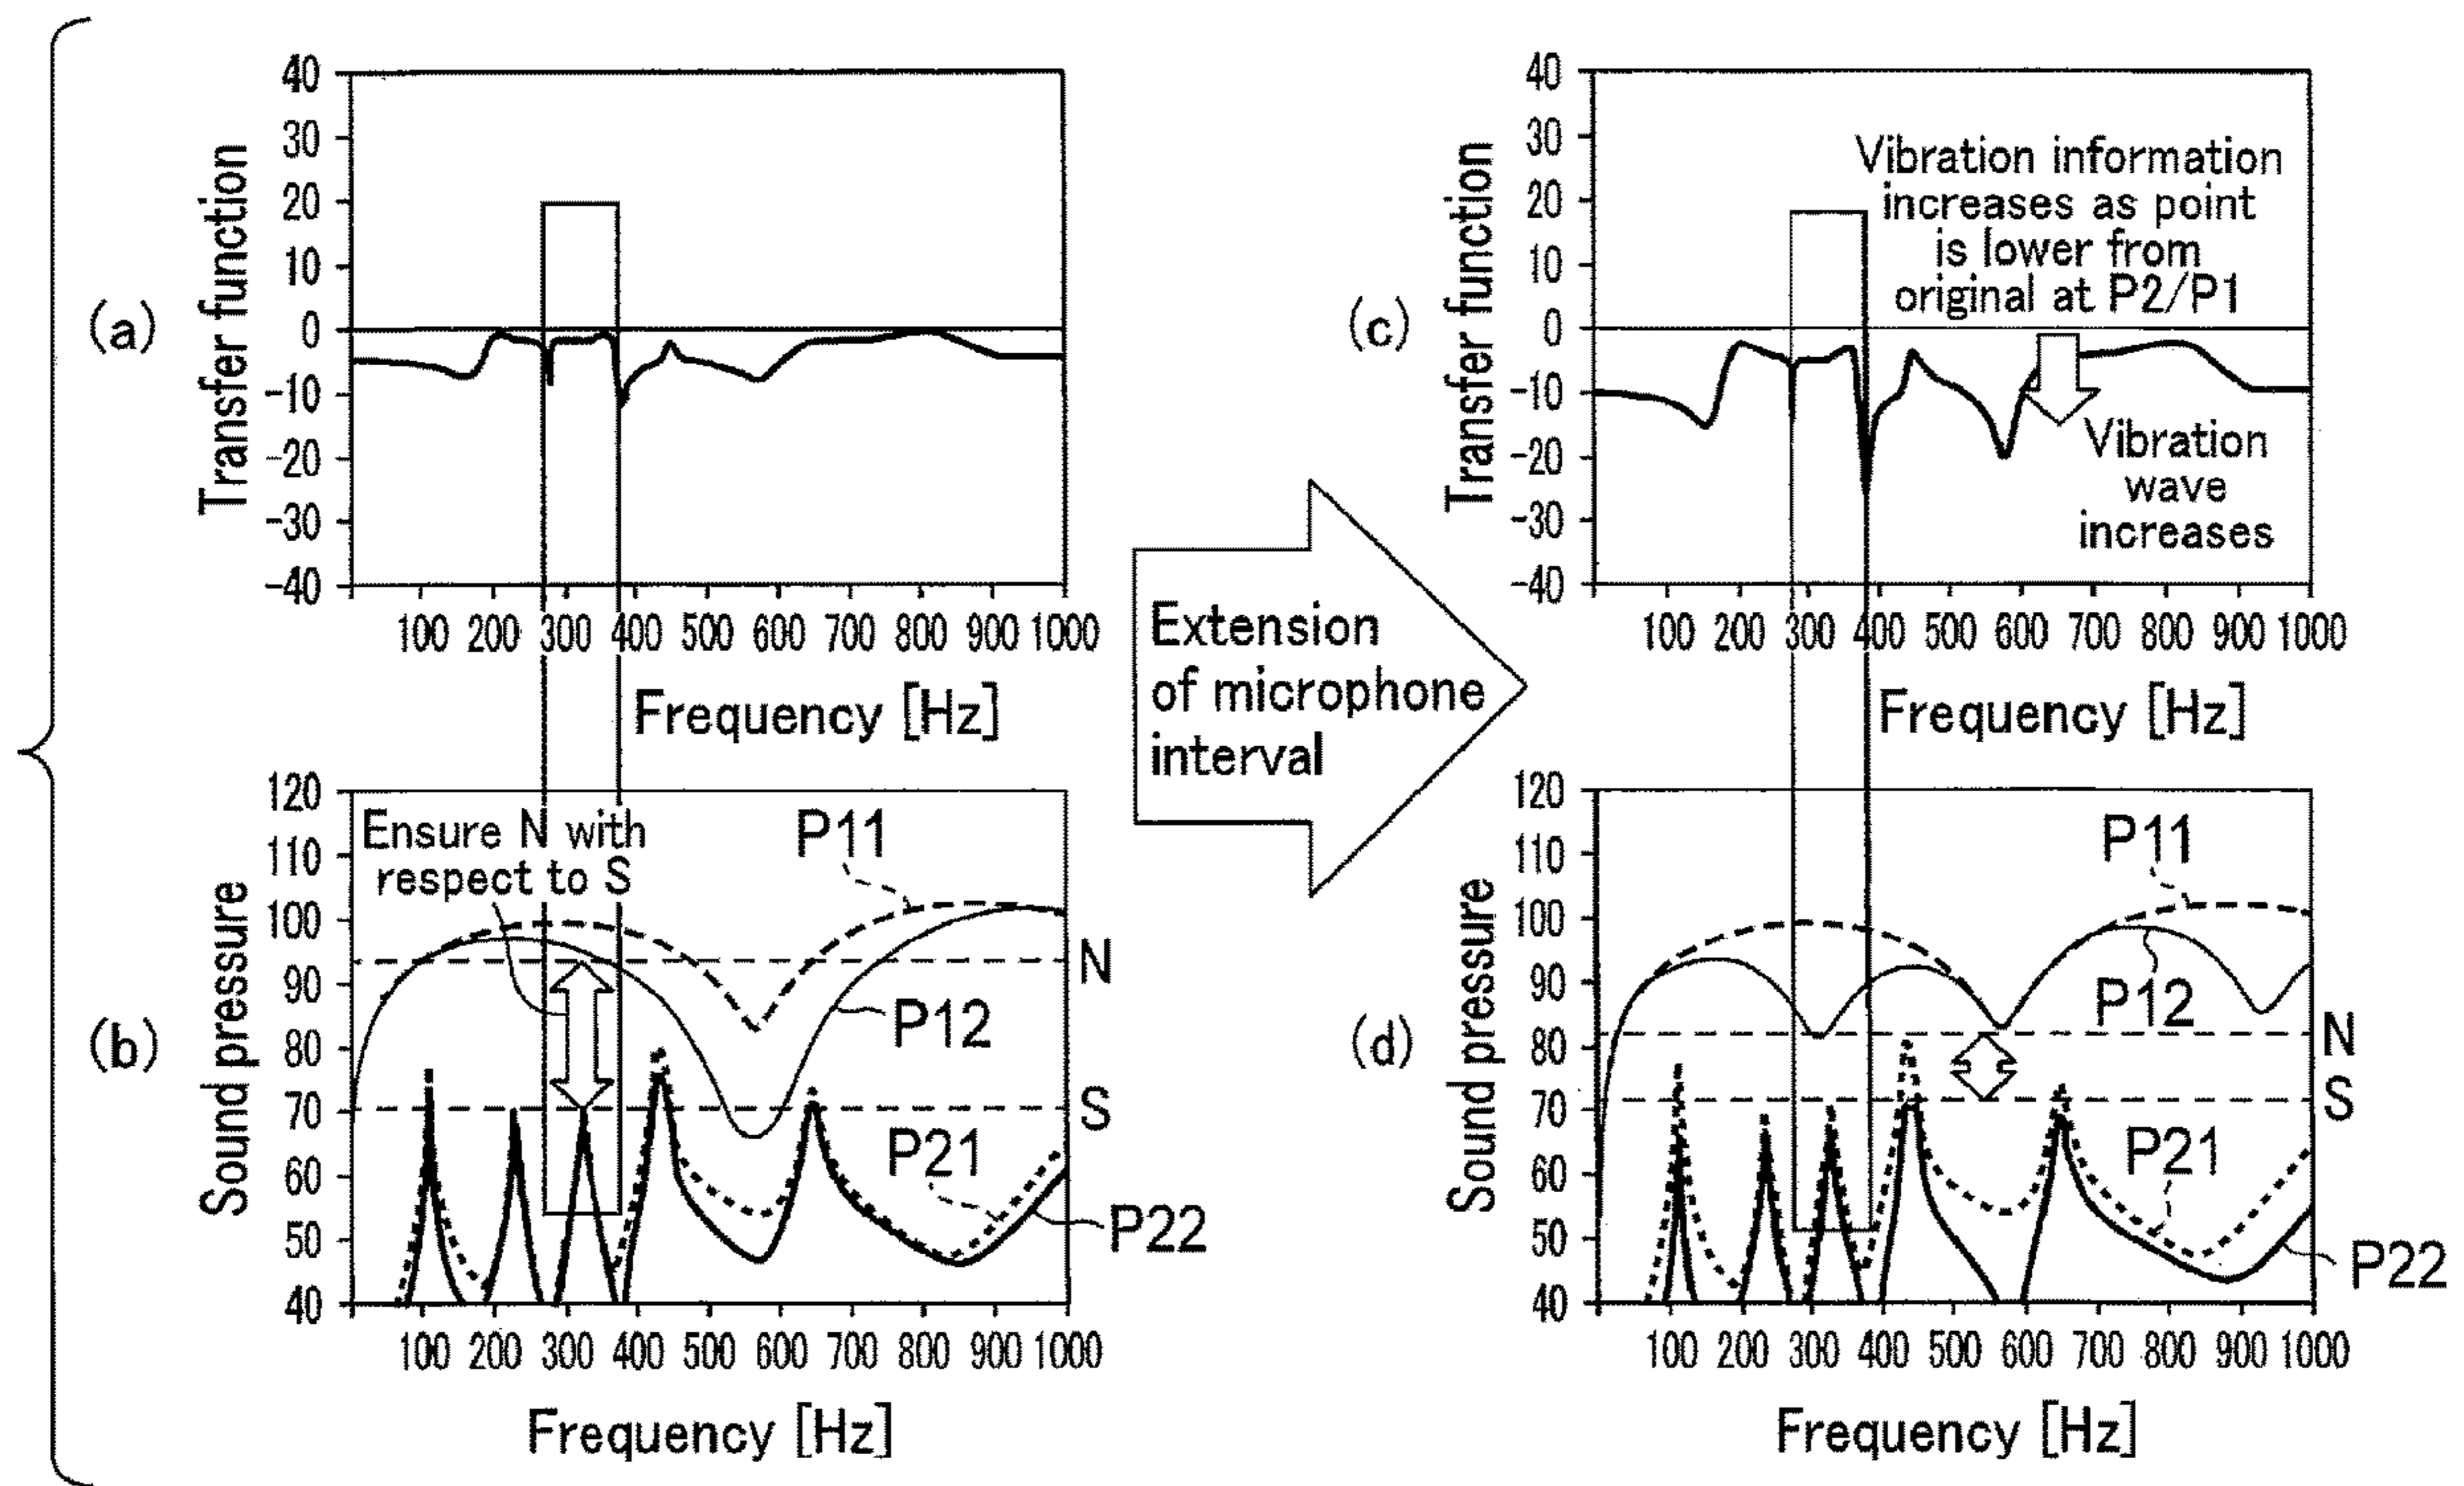 (a)
Transfer function
40
30
20
10
0
-10
-20
-30
-40
100 200 300 400 500 600 700 800 900 1000
Frequency [Hz]
(b)
Sound pressure
120
110
100
90
80
70
60
50
40
Ensure N with
respect to S
P11
N
P12
S
P21
P22
100 200 300 400 500 600 700 800 900 1000
Frequency [Hz]
Extension
of microphone
interval
(c)
Transfer function
40
30
20
10
0
-10
-20
-30
-40
Vibration information
increases as point
is lower from
original at P2/P1
Vibration
wave
increases
100 200 300 400 500 600 700 800 900 1000
Frequency [Hz]
(d)
Sound pressure
120
110
100
90
80
70
60
50
40
P11
P12
N
S
P21
P22
100 200 300 400 500 600 700 800 900 1000
Frequency [Hz]